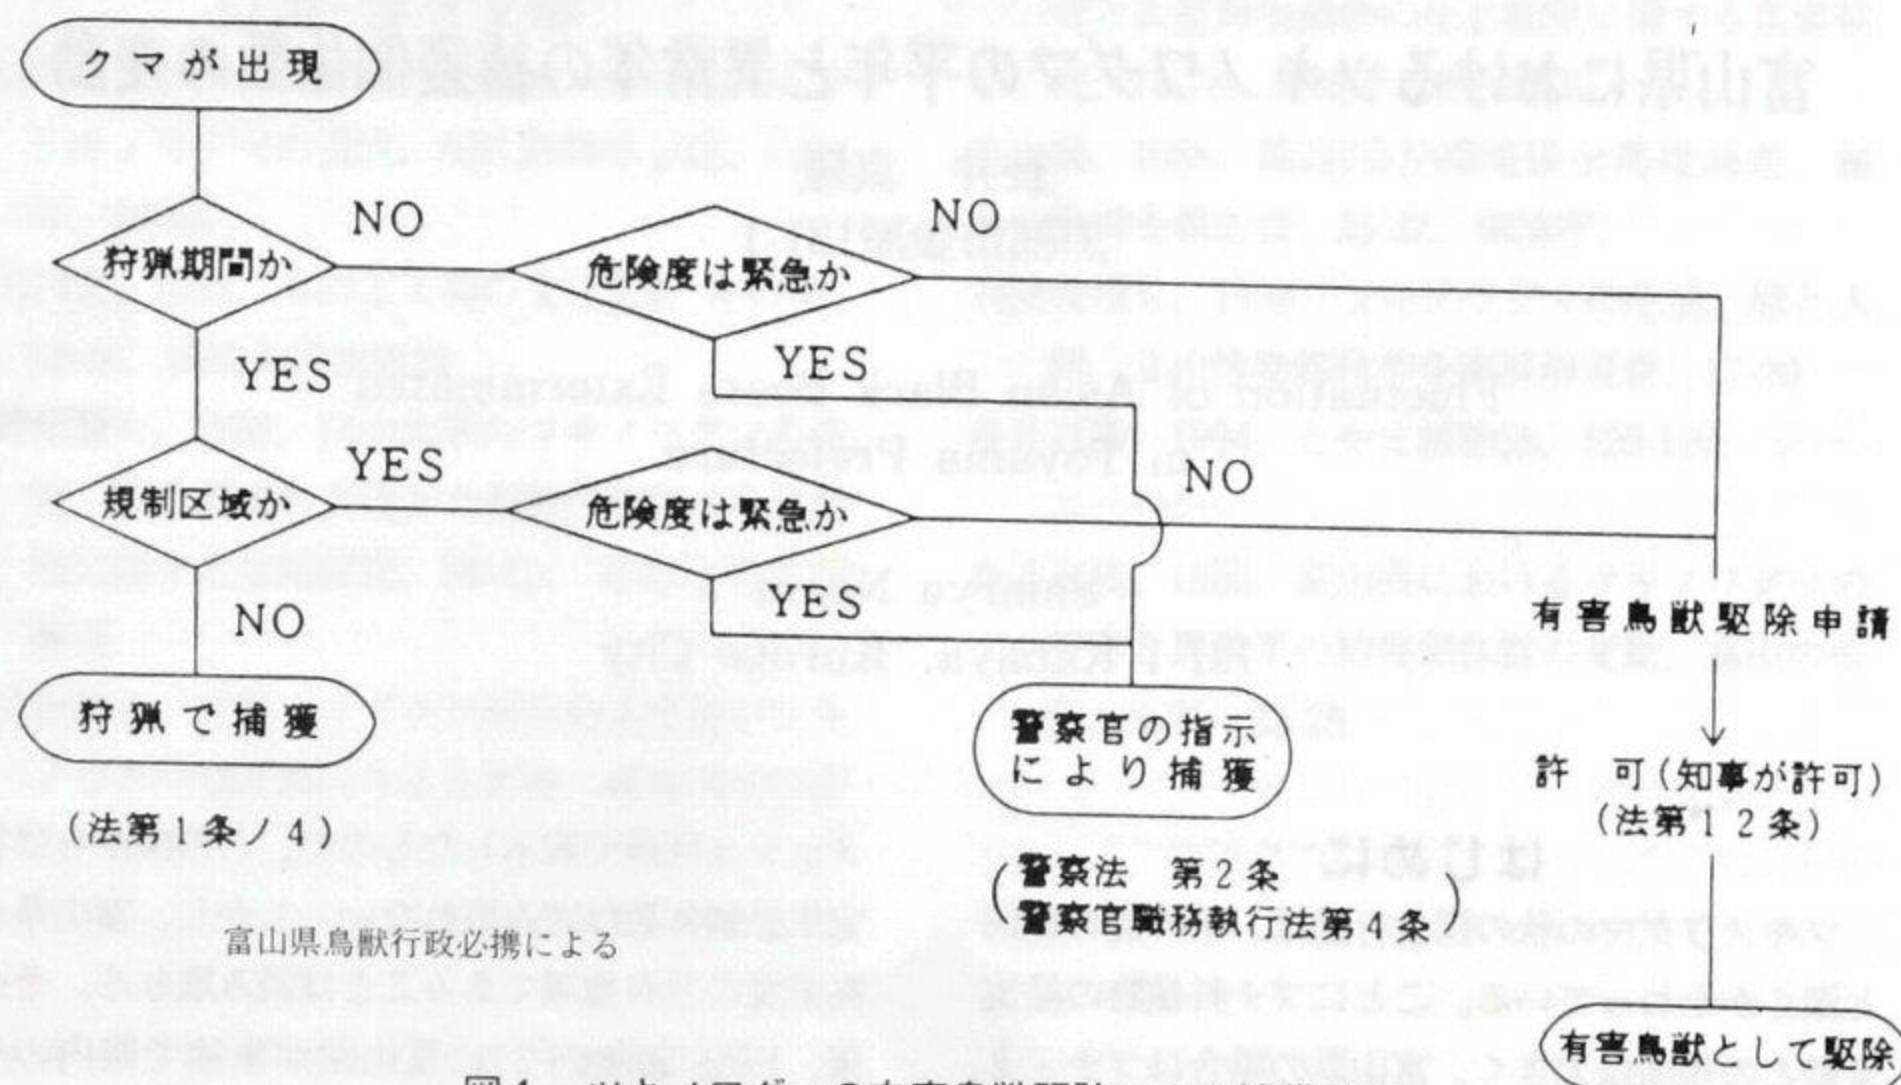 クマが出現
狩猟期間か
NO
危険度は緊急か
NO
YES
YES
規制区域か
YES
危険度は緊急か
NO
NO
YES
狩猟で捕獲
(法第1条ノ4)
警察官の指示
により捕獲
(警察法 第2条
警察官職務執行法第4条)
有害鳥獣駆除申請
許 可(知事が許可)
(法第12条)
有害鳥獣として駆除
富山県鳥獣行政必携による